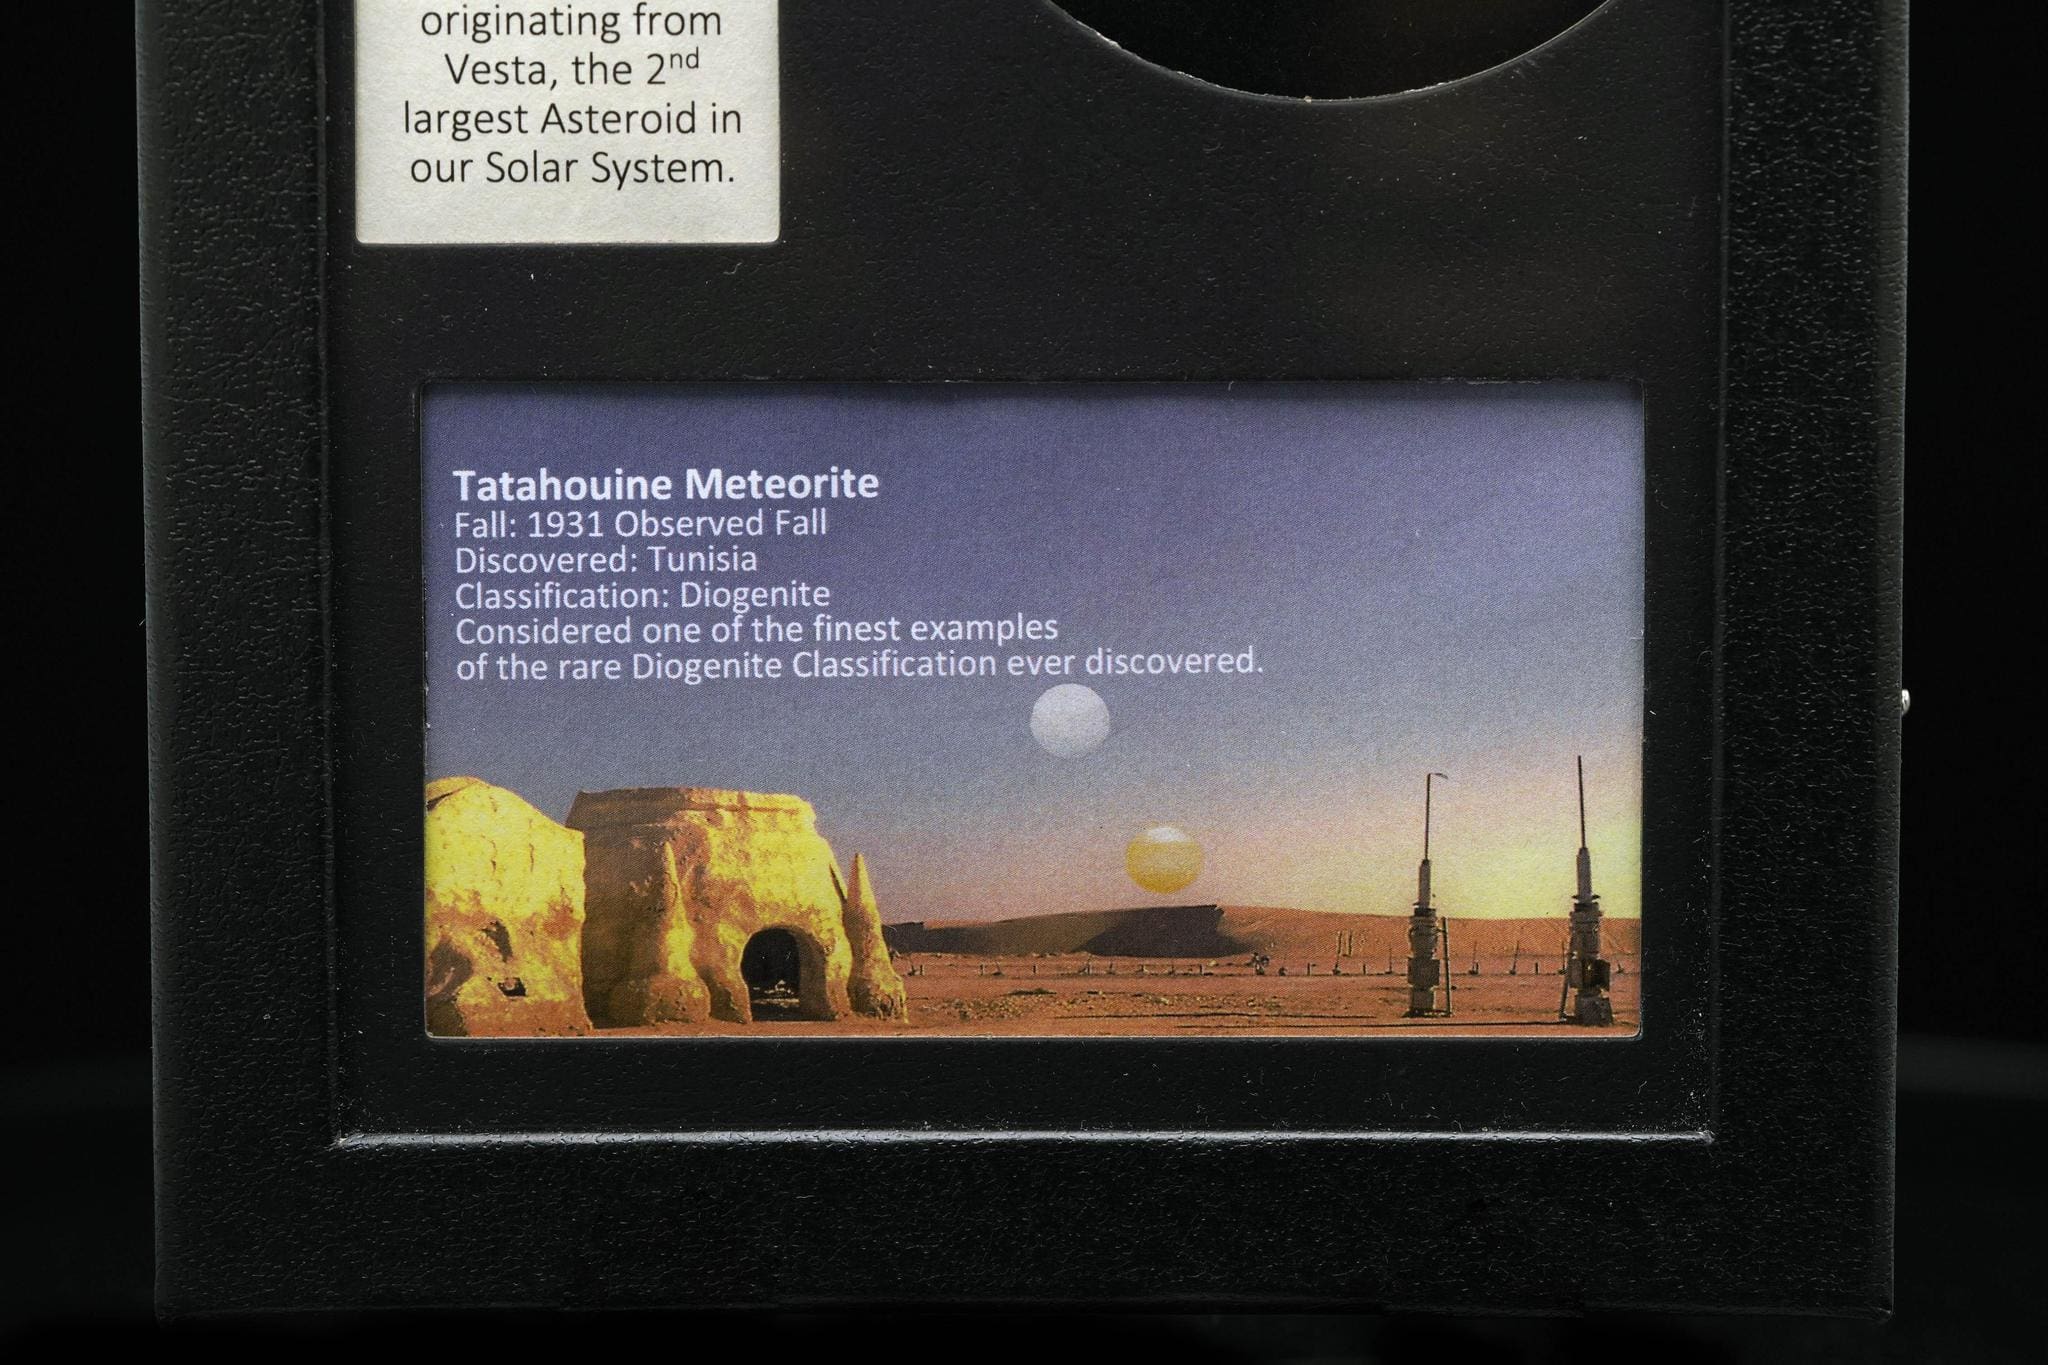 originating from
Vesta, the 2nd
largest Asteroid in
our Solar System.
Tatahouine Meteorite
Fall: 1931 Observed Fall
Discovered: Tunisia
Classification: Diogenite
Considered one of the finest examples
of the rare Diogenite Classification ever discovered.